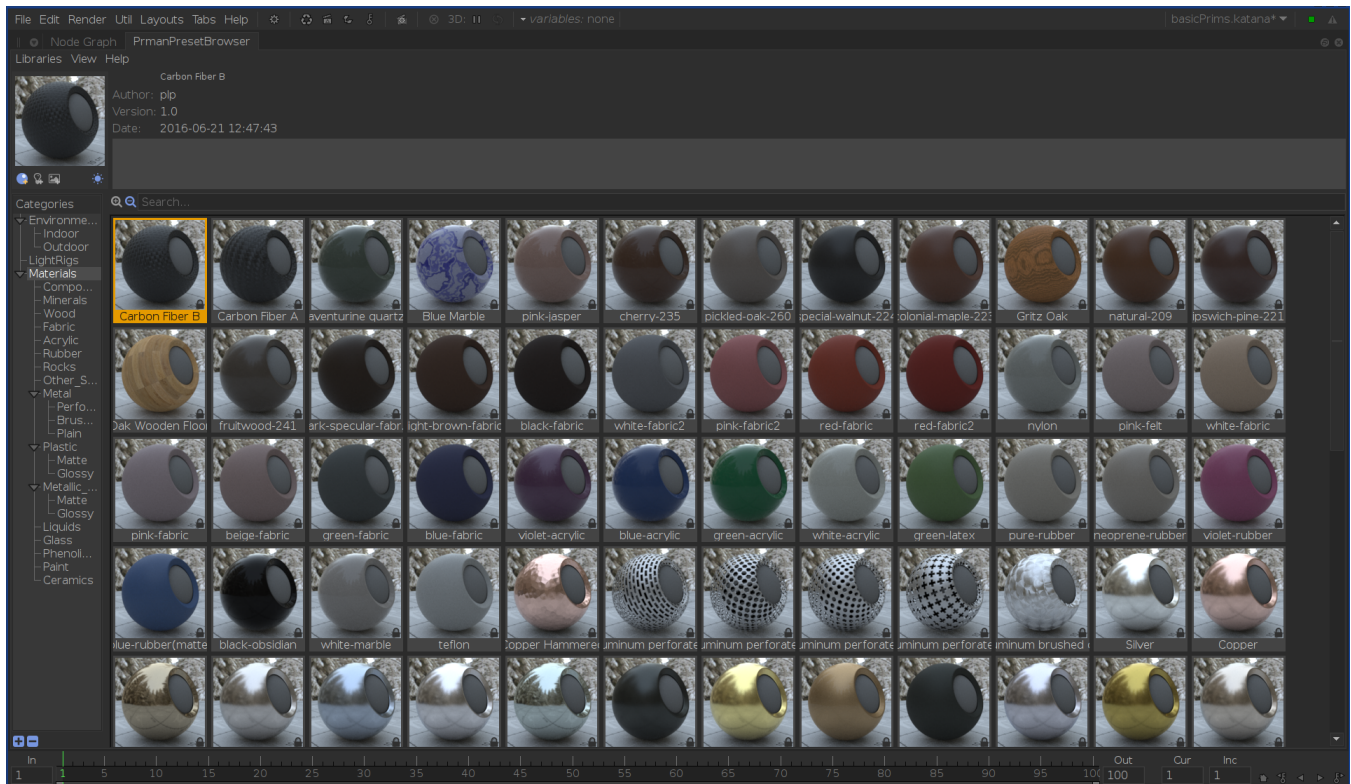 File Edit Render Util Layouts Tabs Help 3D: variables: none basicPrims.katana*
Node Graph PrmanPresetBrowser
Libraries View Help
Carbon Fiber B
Author: plp
Version: 1.0
Date: 2016-06-21 12:47:43
Categories Search...
Environme...
Indoor
Outdoor
LightRigs
Materials
Compo...
Minerals
Wood
Fabric
Acrylic
Rubber
Rocks
Other_S...
Metal
Perfo...
Brus...
Plain
Plastic
Matte
Glossy
Metallic_...
Matte
Glossy
Liquids
Glass
Phenoli...
Paint
Ceramics
Carbon Fiber B Carbon Fiber A aventurine quartz Blue Marble pink-jasper cherry-235 pickled-oak-260 special-walnut-224 colonial-maple-223 Gritz Oak natural-209 ipswich-pine-221
Oak Wooden Floor fruitwood-241 ark-specular-fabr. ight-brown-fabric black-fabric white-fabric2 pink-fabric2 red-fabric red-fabric2 nylon pink-felt white-fabric
pink-fabric beige-fabric green-fabric blue-fabric violet-acrylic blue-acrylic green-acrylic white-acrylic green-latex pure-rubber neoprene-rubber violet-rubber
blue-rubber(matte black-obsidian white-marble teflon Copper Hammered uminum perforate uminum perforate uminum perforate uminum perforate uminum brushed Silver Copper
In Out Cur Inc
1 1 5 10 15 20 25 30 35 40 45 50 55 60 65 70 75 80 85 90 95 100 100 1 1